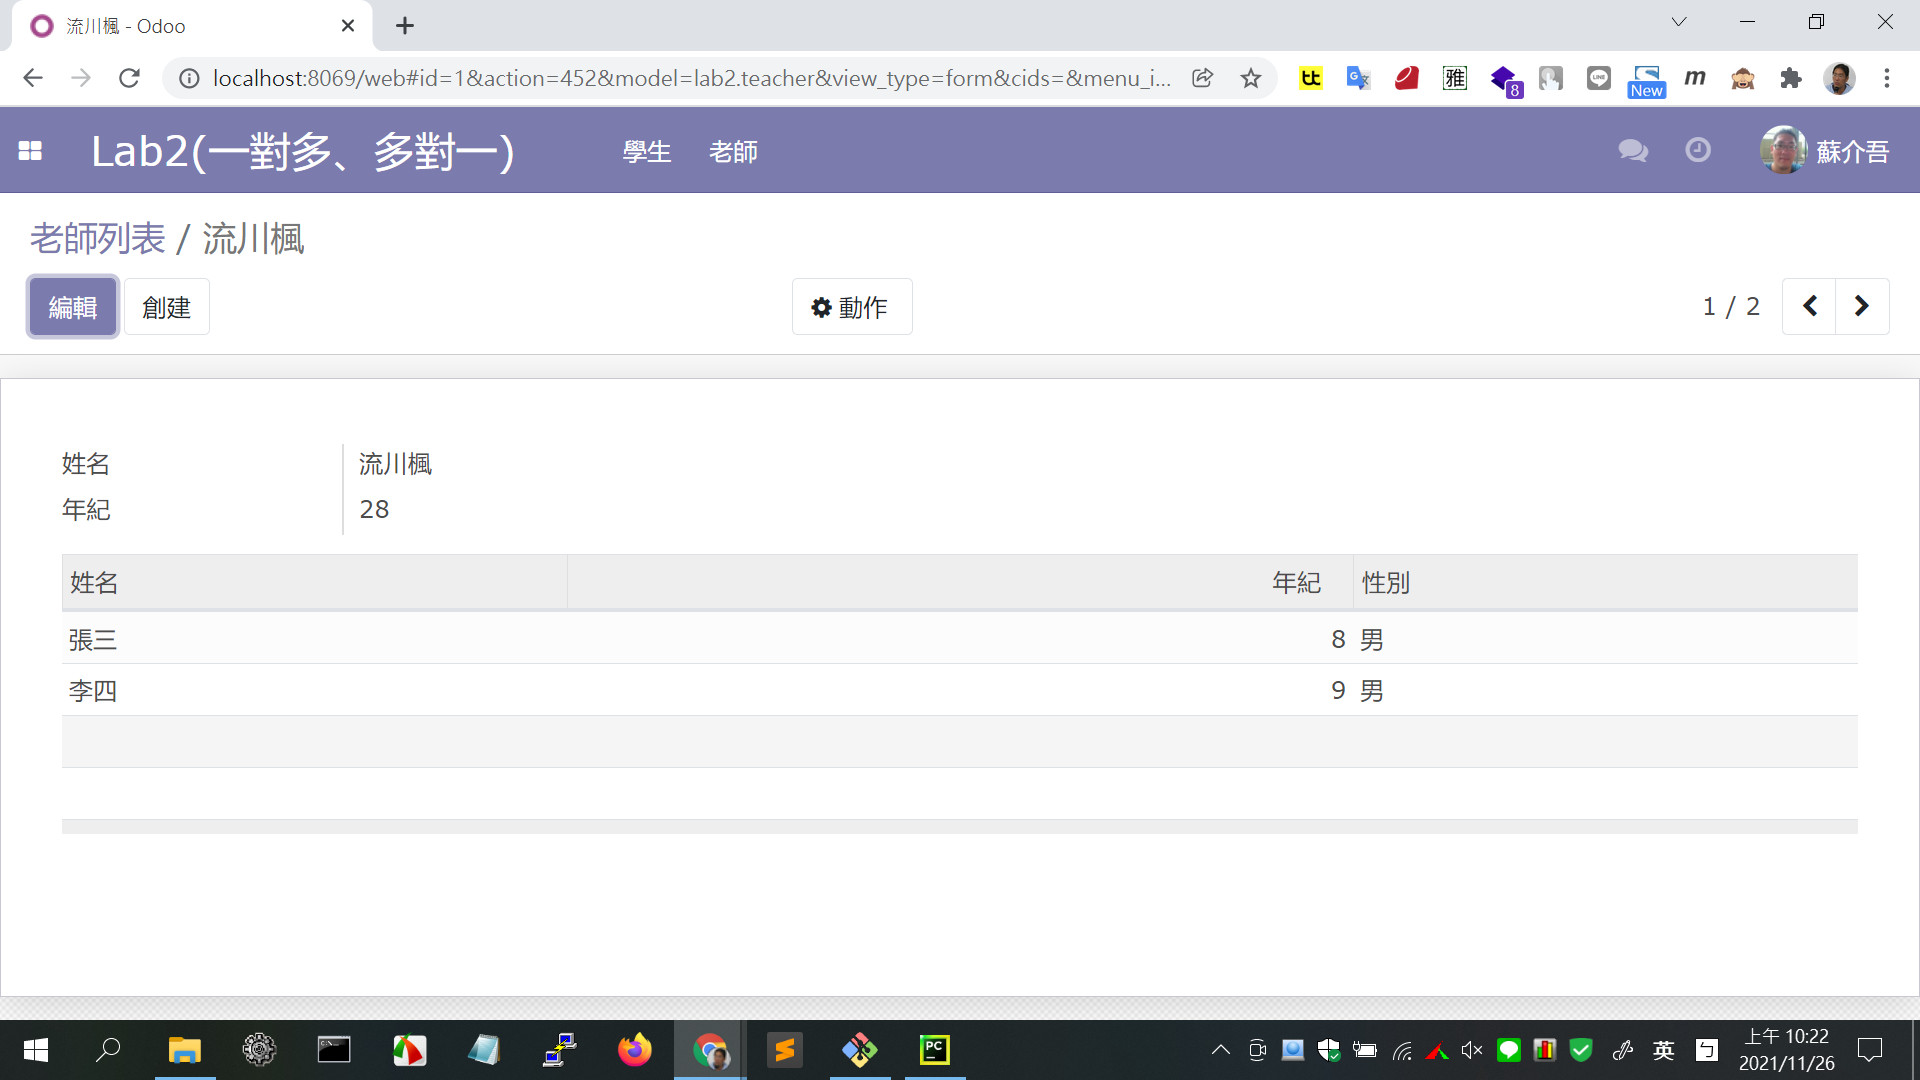 流川楓 - Odoo
localhost:8069/web#id=1&action=452&model=lab2.teacher&view_type=form&cids=&menu_i...
tt
雅
8
LINE
New
m
Lab2(一對多、多對一)
學生
老師
蘇介吾
老師列表 / 流川楓
編輯
創建
動作
1 / 2
姓名 流川楓
年紀 28
姓名 年紀 性別
張三 8 男
李四 9 男
PC
英
ㄅ
上午 10:22
2021/11/26